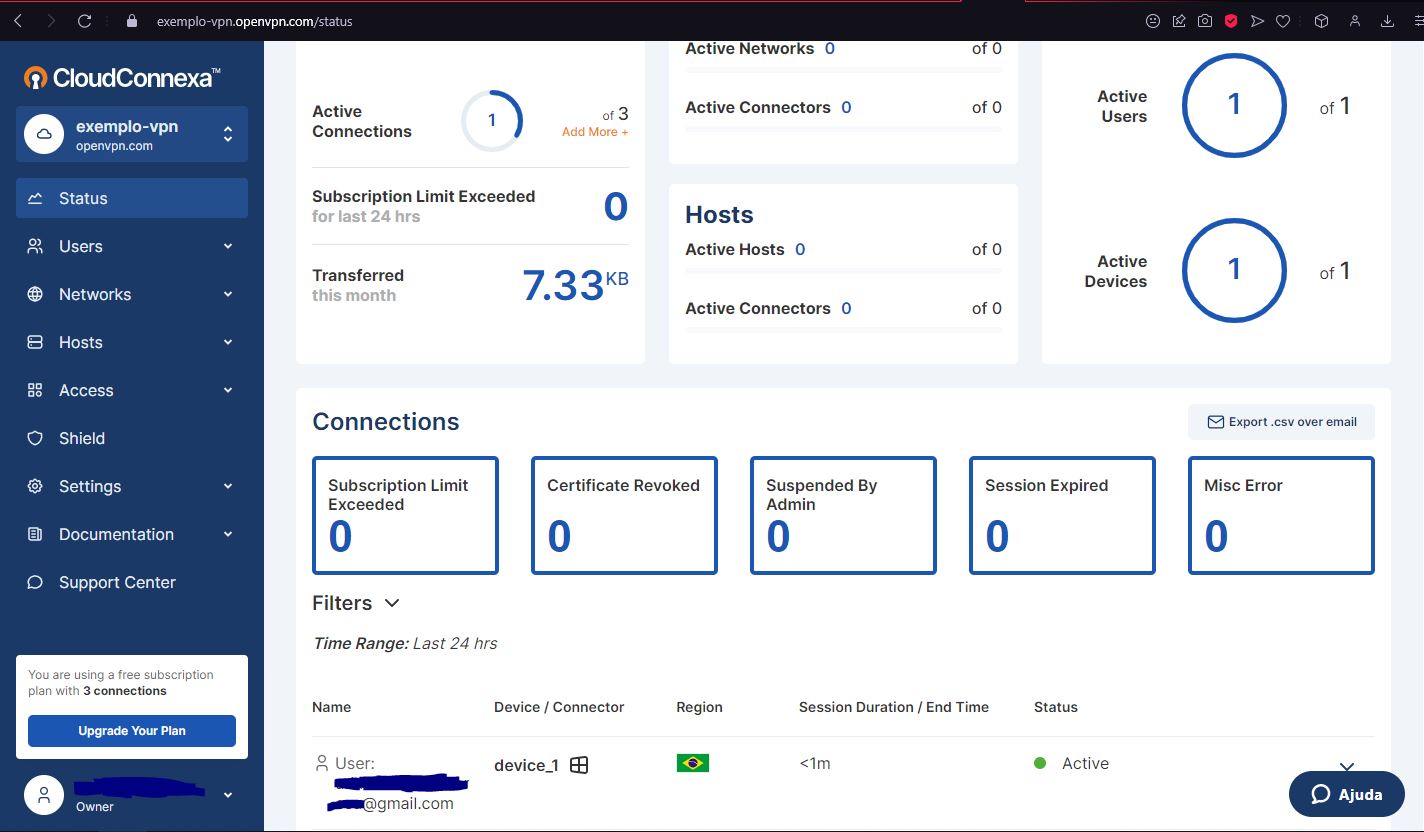 exemplo-vpn.openvpn.com/status
CloudConnexa™
exemplo-vpn
openvpn.com
Status
Users
Networks
Hosts
Access
Shield
Settings
Documentation
Support Center
You are using a free subscription
plan with 3 connections
Upgrade Your Plan
Owner
Active
Connections
1
of 3
Add More +
Subscription Limit Exceeded
for last 24 hrs
0
Transferred
this month
7.33 KB
Active Networks 0 of 0
Active Connectors 0 of 0
Hosts
Active Hosts 0 of 0
Active Connectors 0 of 0
Active
Users
1
of 1
Active
Devices
1
of 1
Connections
Export .csv over email
Subscription Limit
Exceeded
0
Certificate Revoked
0
Suspended By
Admin
0
Session Expired
0
Misc Error
0
Filters
Time Range: Last 24 hrs
Name Device / Connector Region Session Duration / End Time Status
User: device_1 <1m Active
@gmail.com
Ajuda